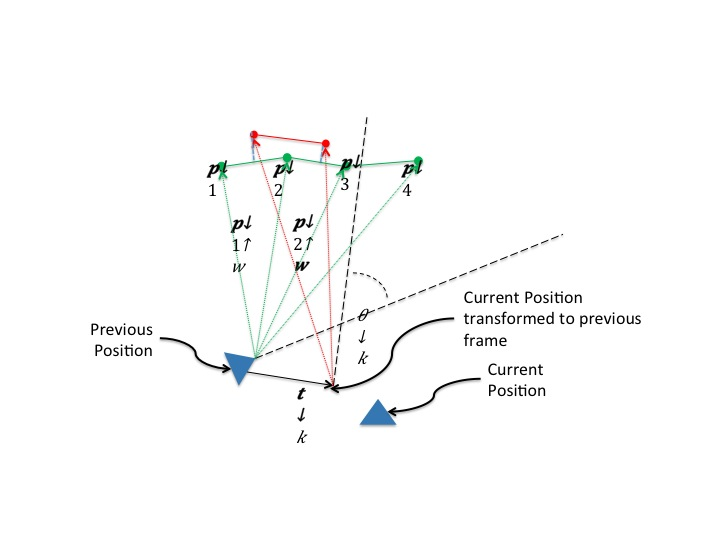 p↓
1
p↓
2
p↓
3
p↓
4
p↓
1↑
w
p↓
2↑
w
θ
↓
k
Previous
Position
Current Position
transformed to previous
frame
Current
Position
t
↓
k